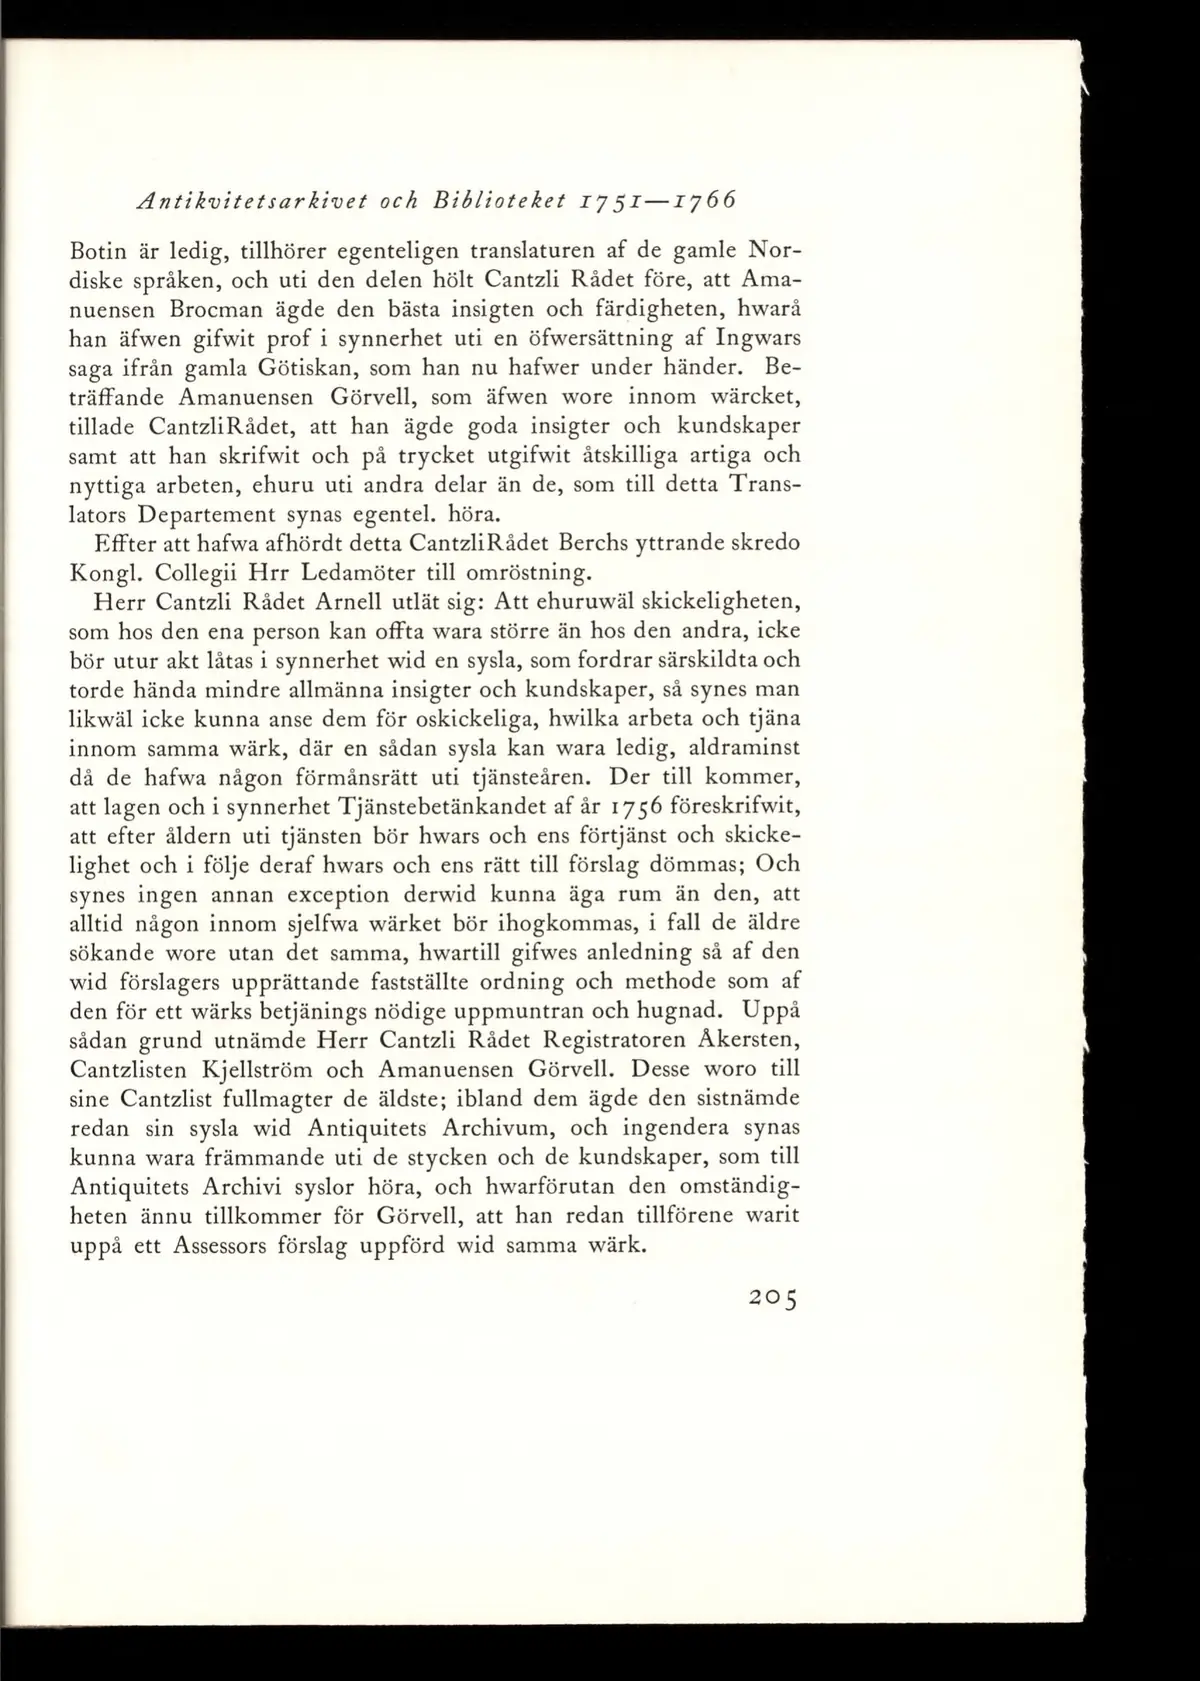 Antikvitetsarkivet och Biblioteket 1751—1766
Botin är ledig, tillhörer egenteligen translaturen af de gamle Nor-
diske språken, och uti den delen hölt Cantzli Rådet före, att Ama-
nuensen Brocman ägde den bästa insigten och färdigheten, hwarå
han äfwen gifwit prof i synnerhet uti en öfwersättning af Ingwars
saga ifrån gamla Götiskan, som han nu hafwer under händer. Be-
träffande Amanuensen Görvell, som äfwen wore innom wärcket,
tillade CantzliRådet, att han ägde goda insigter och kundskaper
samt att han skrifwit och på trycket utgifwit åtskilliga artiga och
nyttiga arbeten, ehuru uti andra delar än de, som till detta Trans-
lators Departement synas egentel. höra.
Effter att hafwa afhördt detta CantzliRådet Berchs yttrande skredo
Kongl. Collegii Hrr Ledamöter till omröstning.
Herr Cantzli Rådet Arnell utlät sig: Att ehuruwäl skickeligheten,
som hos den ena person kan offta wara större än hos den andra, icke
bör utur akt låtas i synnerhet wid en sysla, som fordrar särskildta och
torde hända mindre allmänna insigter och kundskaper, så synes man
likwäl icke kunna anse dem för oskickeliga, hwilka arbeta och tjäna
innom samma wärk, där en sådan sysla kan wara ledig, aldraminst
då de hafwa någon förmånsrätt uti tjänsteåren. Der till kommer,
att lagen och i synnerhet Tjänstebetänkandet af år 1756 föreskrifwit,
att efter åldern uti tjänsten bör hwars och ens förtjänst och skicke-
lighet och i följe deraf hwars och ens rätt till förslag dömmas; Och
synes ingen annan exception derwid kunna äga rum än den, att
alltid någon innom sjelfwa wärket bör ihogkommas, i fall de äldre
sökande wore utan det samma, hwartill gifwes anledning så af den
wid förslagers upprättande fastställte ordning och methode som af
den för ett wärks betjänings nödige uppmuntran och hugnad. Uppå
sådan grund utnämde Herr Cantzli Rådet Registratoren Åkersten,
Cantzlisten Kjellström och Amanuensen Görvell. Desse woro till
sine Cantzlist fullmagter de äldste; ibland dem ägde den sistnämde
redan sin sysla wid Antiquitets Archivum, och ingendera synas
kunna wara främmande uti de stycken och de kundskaper, som till
Antiquitets Archivi syslor höra, och hwarförutan den omständig-
heten ännu tillkommer för Görvell, att han redan tillförene warit
uppå ett Assessors förslag uppförd wid samma wärk.
205